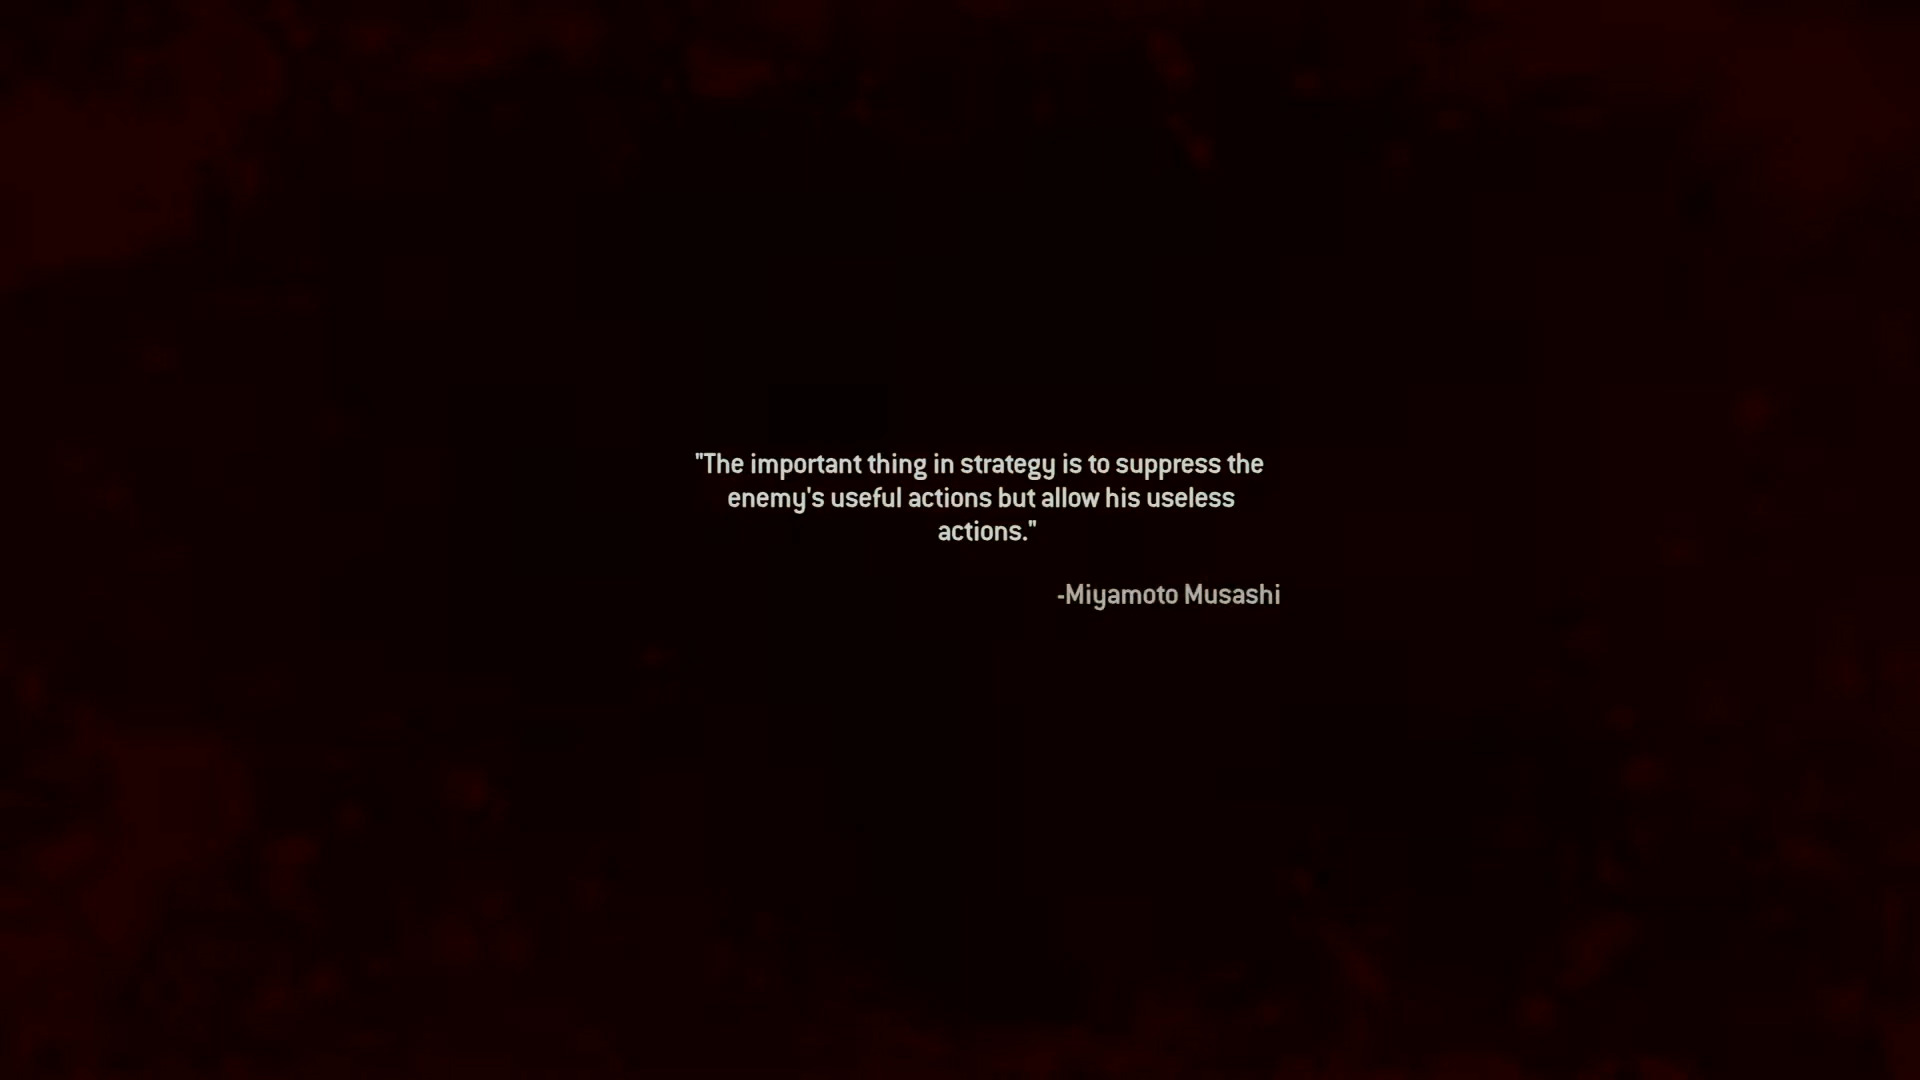 "The important thing in strategy is to suppress the
enemy's useful actions but allow his useless
actions."
-Miyamoto Musashi